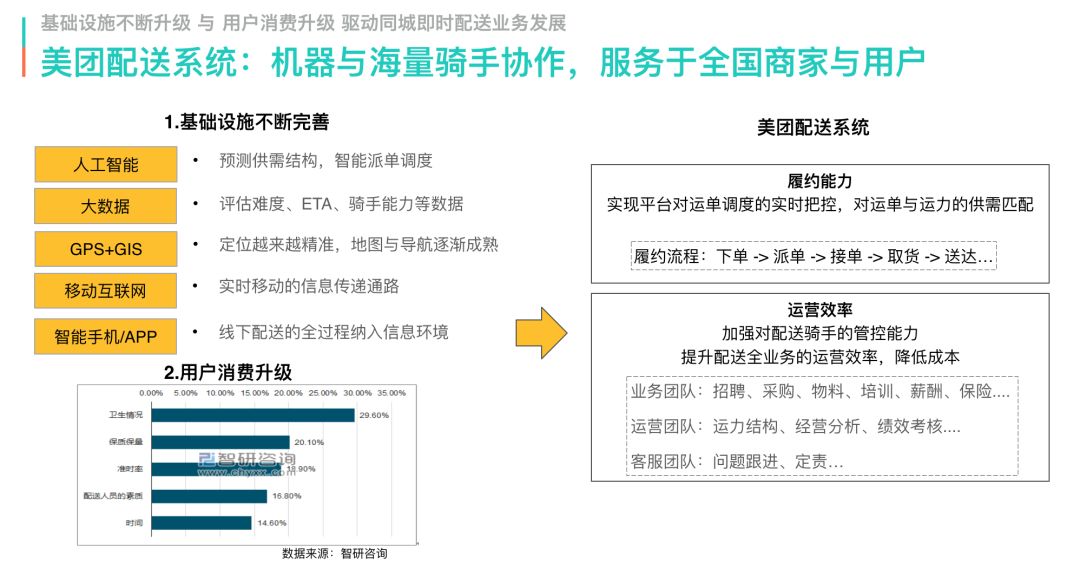 基础设施不断升级 与 用户消费升级 驱动同城即时配送业务发展
美团配送系统：机器与海量骑手协作，服务于全国商家与用户
1.基础设施不断完善
人工智能
• 预测供需结构，智能派单调度
大数据
• 评估难度、ETA、骑手能力等数据
GPS+GIS
• 定位越来越精准，地图与导航逐渐成熟
移动互联网
• 实时移动的信息传递通路
智能手机/APP
• 线下配送的全过程纳入信息环境
2.用户消费升级
0.00% 5.00% 10.00% 15.00% 20.00% 25.00% 30.00% 35.00%
卫生情况 29.60%
保质保量 20.10%
智研咨询
准时率 18.90%
配送人员的素质 16.80%
时间 14.60%
数据来源：智研咨询
美团配送系统
履约能力
实现平台对运单调度的实时把控，对运单与运力的供需匹配
履约流程：下单 -> 派单 -> 接单 -> 取货 -> 送达…
运营效率
加强对配送骑手的管控能力
提升配送全业务的运营效率，降低成本
业务团队：招聘、采购、物料、培训、薪酬、保险....
运营团队：运力结构、经营分析、绩效考核....
客服团队：问题跟进、定责…